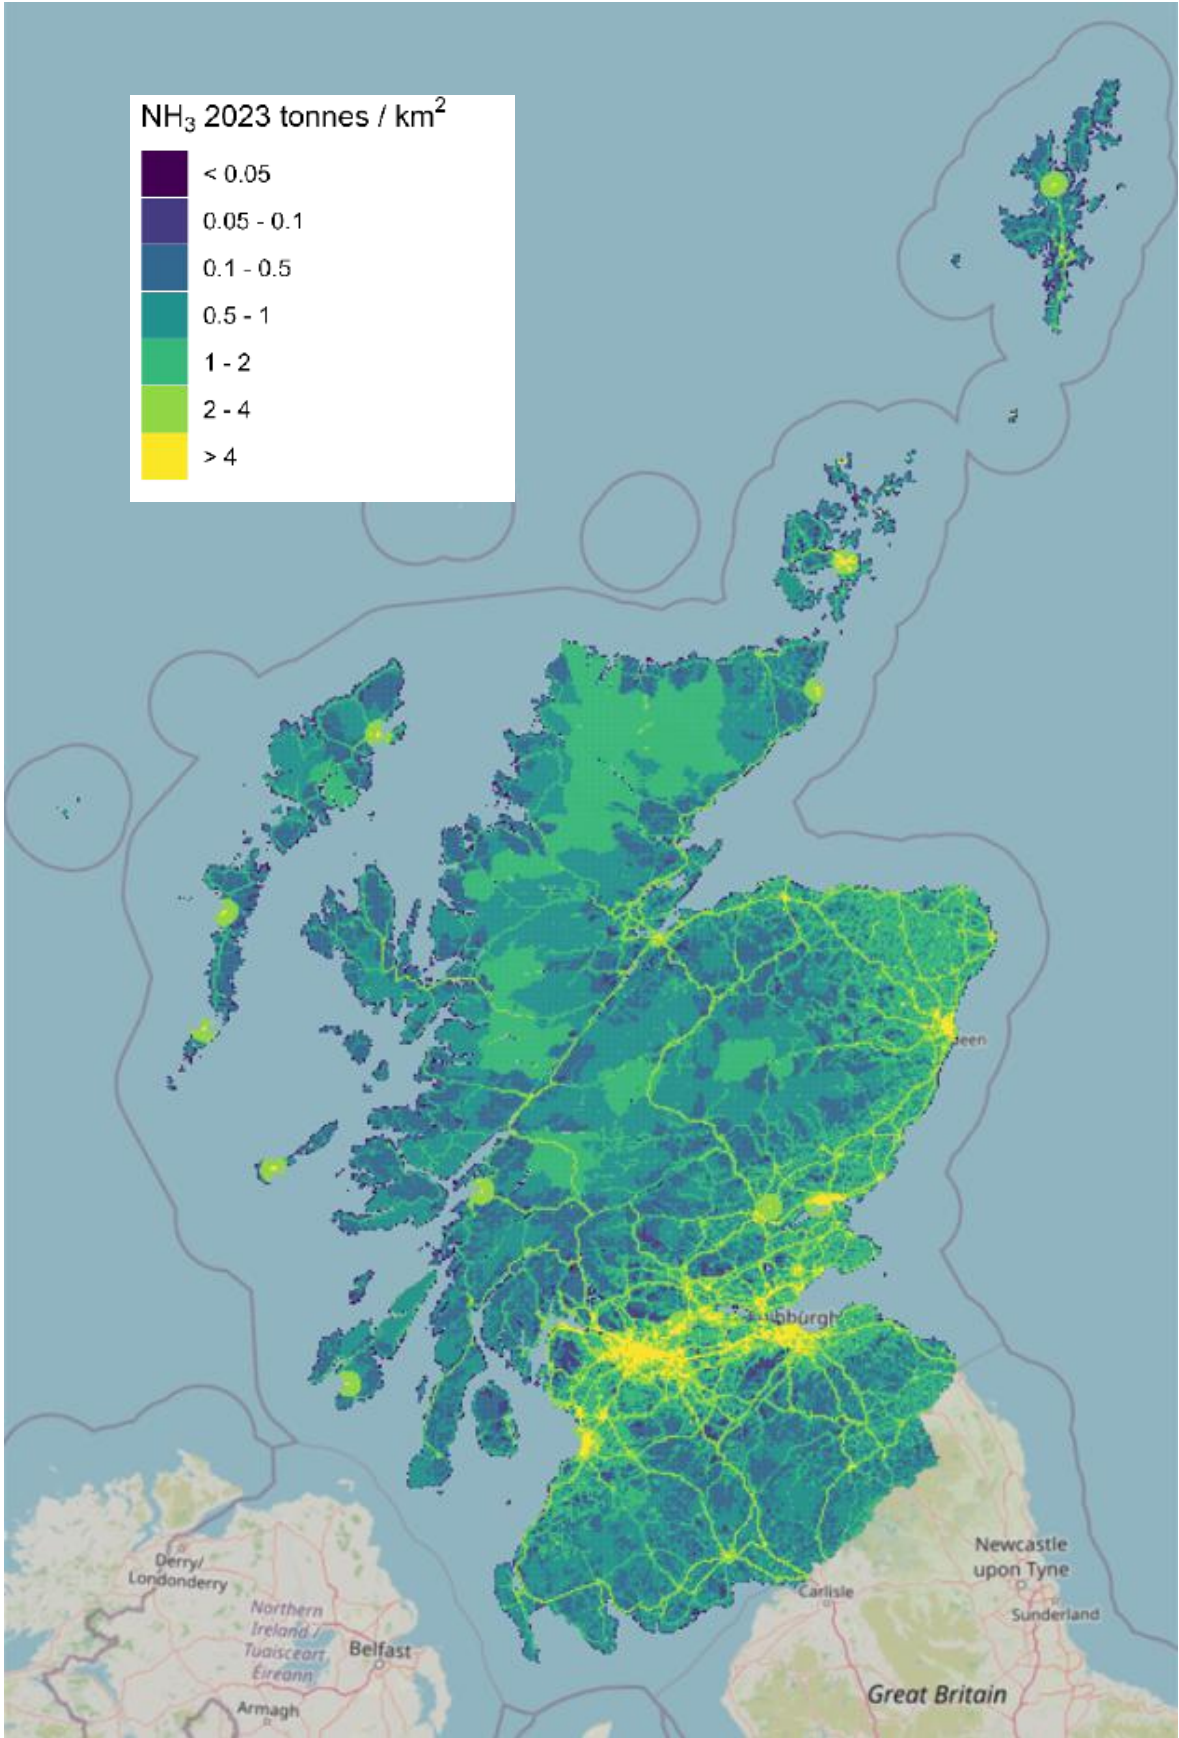 NH₃ 2023 tonnes / km²
< 0.05
0.05 - 0.1
0.1 - 0.5
0.5 - 1
1 - 2
2 - 4
> 4
Derry/
Londonderry
Northern
Ireland /
Tuaisceart
Éireann
Belfast
Armagh
Newcastle
upon Tyne
Sunderland
Carlisle
Great Britain